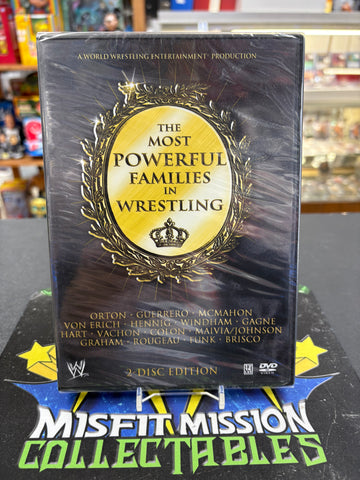 A WORLD WRESTLING ENTERTAINMENT PRODUCTION
THE
MOST
POWERFUL
FAMILIES
IN
WRESTLING
ORTON · GUERRERO · MCMAHON
VON ERICH · HENNIG · WINDHAM · GAGNE
HART · VACHON · COLON · MAIVIA/JOHNSON
GRAHAM · ROUGEAU · FUNK · BRISCO
2-DISC EDITION
DVD
VIDEO
MISFIT MISSION
COLLECTABLES